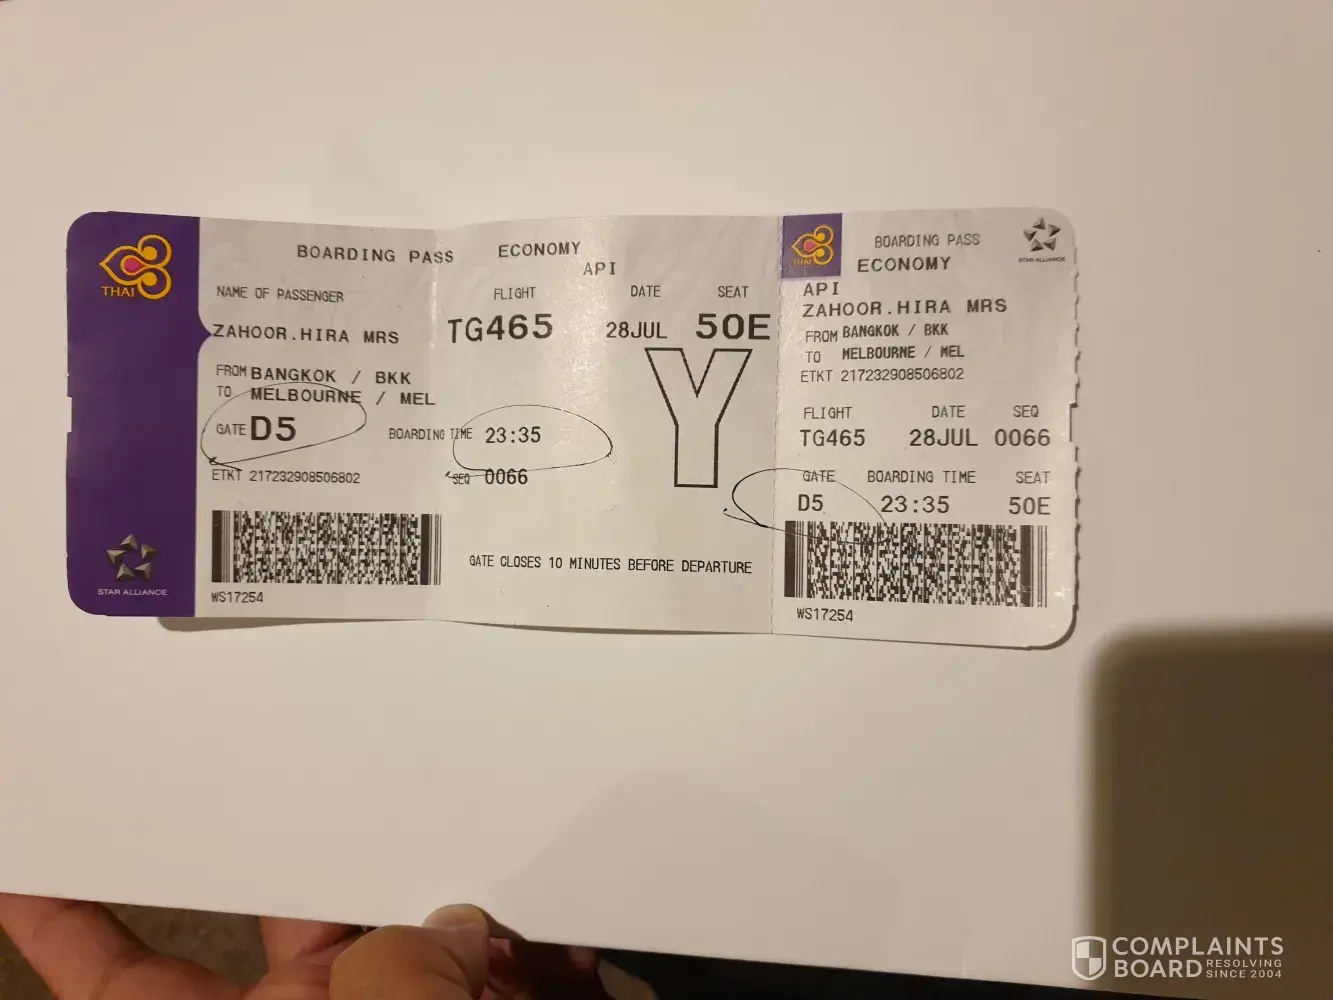 THAI
BOARDING PASS ECONOMY
API
NAME OF PASSENGER FLIGHT DATE SEAT
ZAHOOR.HIRA MRS TG465 28JUL 50E
FROM BANGKOK / BKK
TO MELBOURNE / MEL
Y
GATE D5 BOARDING TIME 23:35
ETKT 217232908506802 SEQ 0066
GATE CLOSES 10 MINUTES BEFORE DEPARTURE
STAR ALLIANCE
WS17254
THAI
BOARDING PASS
ECONOMY
STAR ALLIANCE
API
ZAHOOR.HIRA MRS
FROM BANGKOK / BKK
TO MELBOURNE / MEL
ETKT 217232908506802
FLIGHT DATE SEQ
TG465 28JUL 0066
GATE BOARDING TIME SEAT
D5 23:35 50E
WS17254
COMPLAINTS
BOARD RESOLVING
SINCE 2004